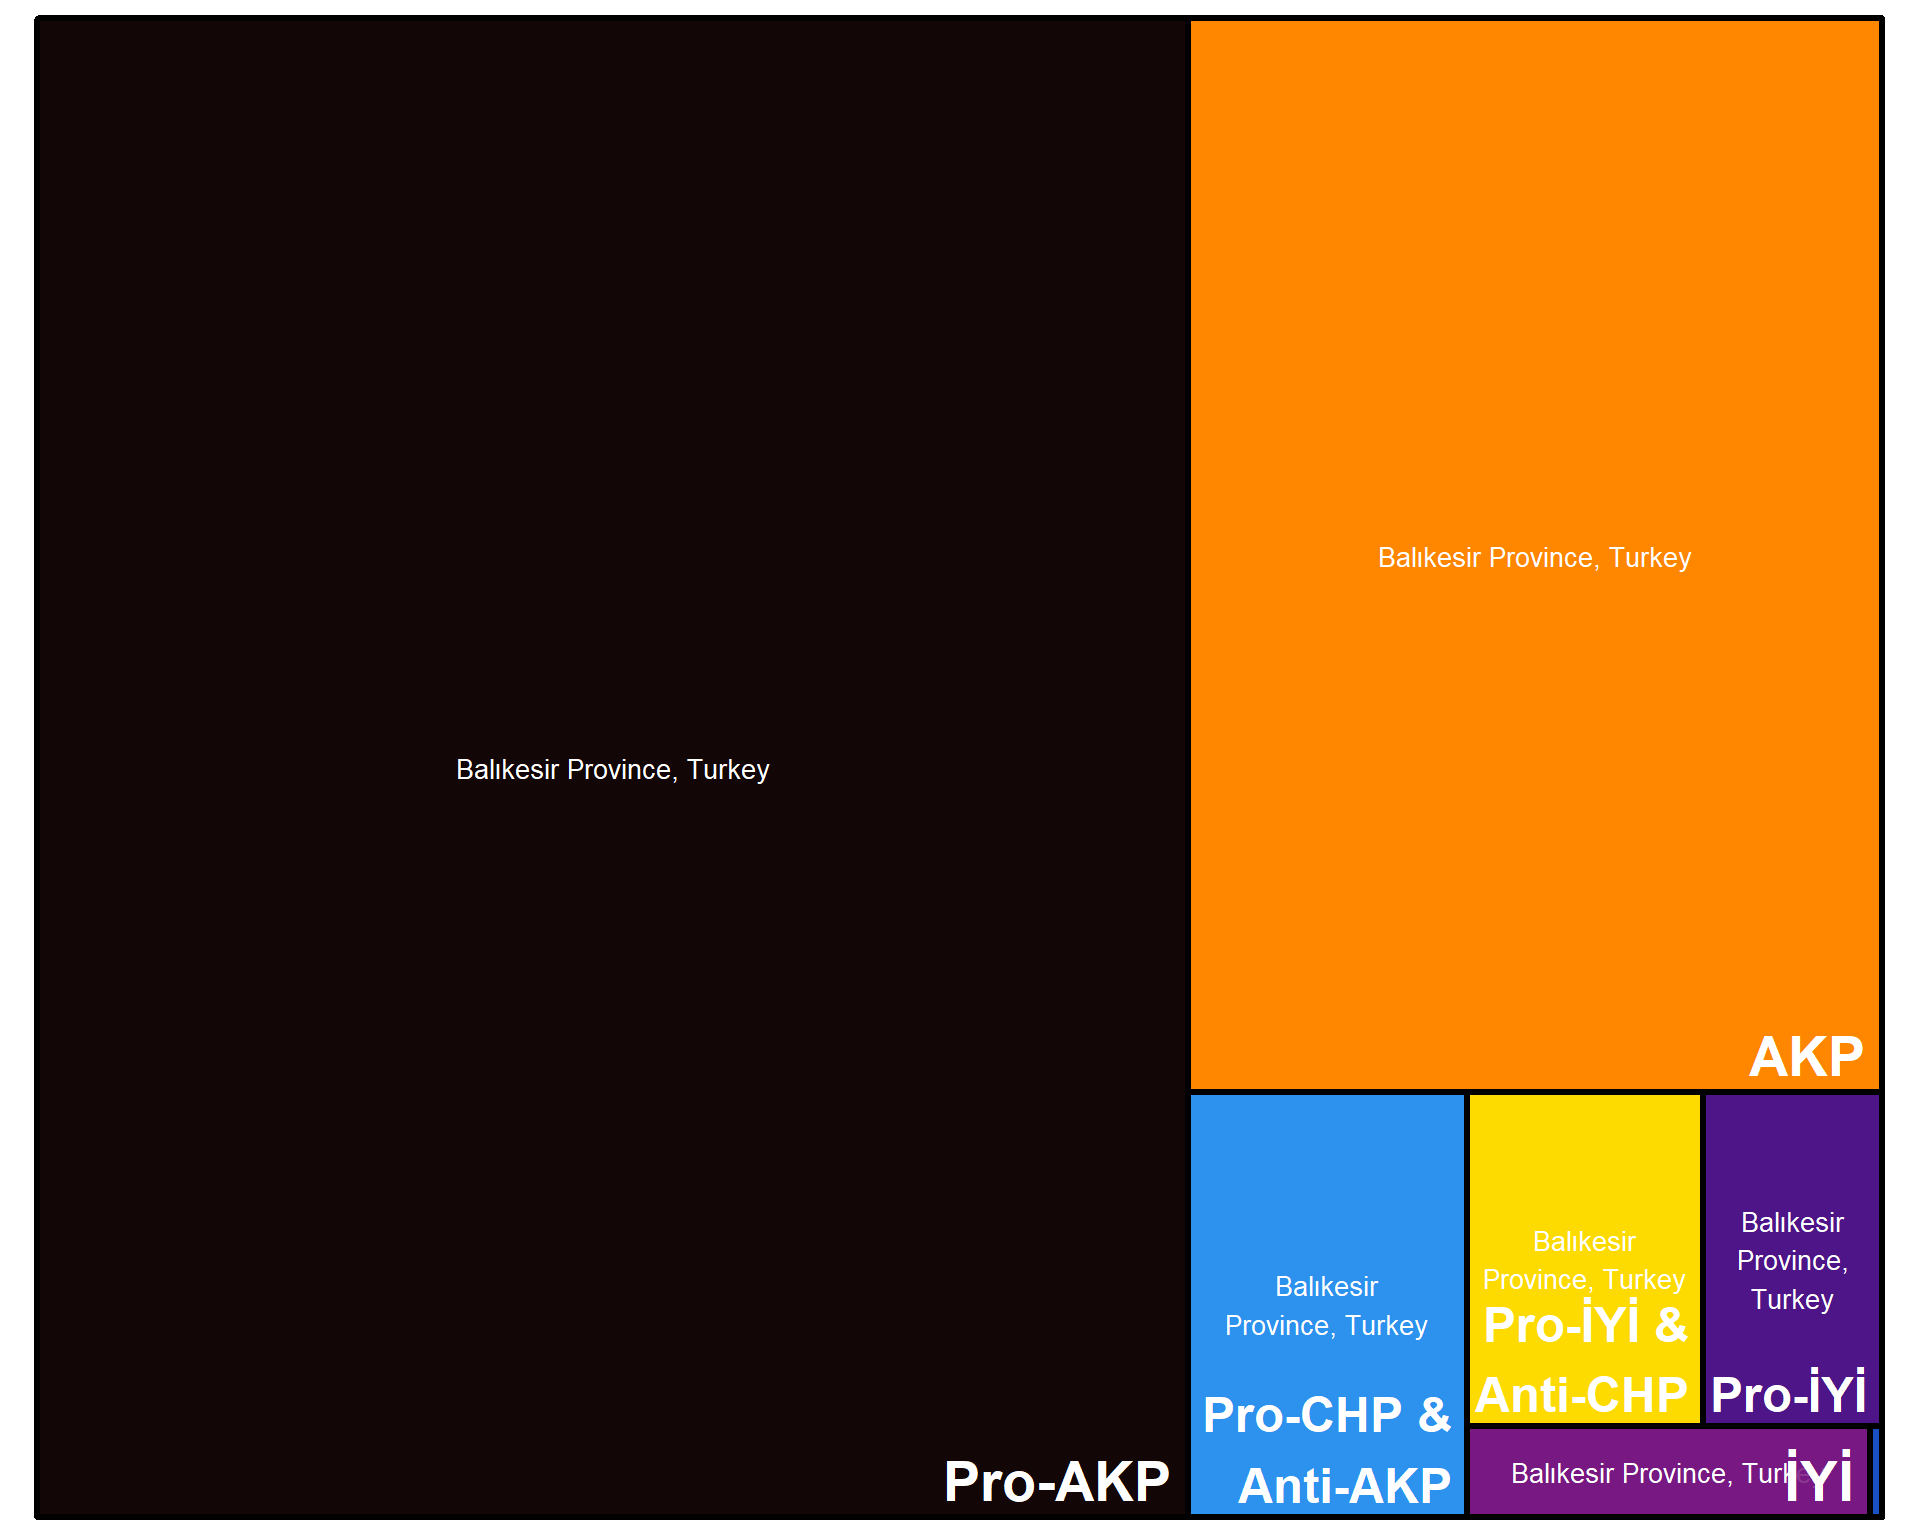 Balıkesir Province, Turkey
Pro-AKP
Balıkesir Province, Turkey
AKP
Balıkesir
Province, Turkey
Pro-CHP &
Anti-AKP
Balıkesir
Province, Turkey
Pro-İYİ &
Anti-CHP
Balıkesir
Province,
Turkey
Pro-İYİ
Balıkesir Province, Turkey
İYİ